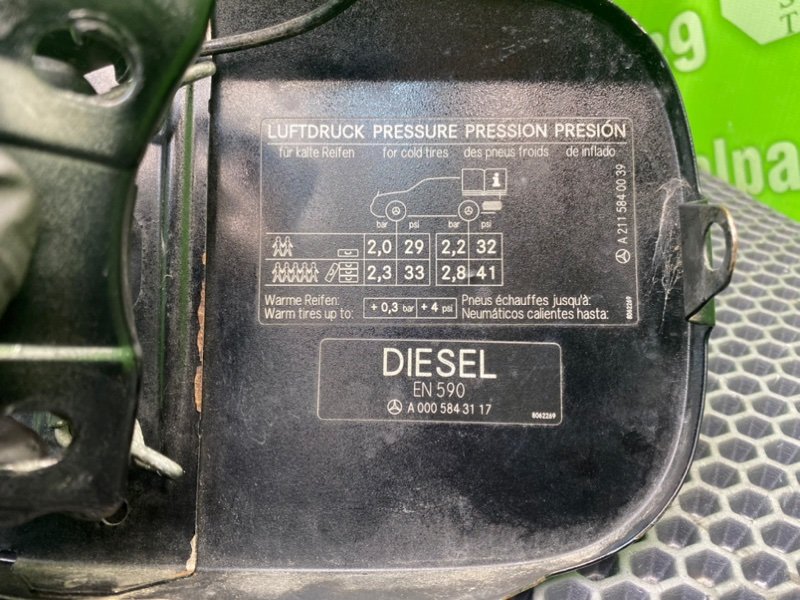 LUFTDRUCK PRESSURE PRESSION PRESIÓN
für kalte Reifen for cold tires des pneus froids de inflado
i
bar psi bar psi
2,0 29 2,2 32
2,3 33 2,8 41
Warme Reifen: Pneus échauffes jusqu'à:
Warm tires up to: + 0,3 bar + 4 psi Neumáticos calientes hasta:
A 211 584 00 39
8062269
DIESEL
EN 590
A 000 584 31 17
8062269